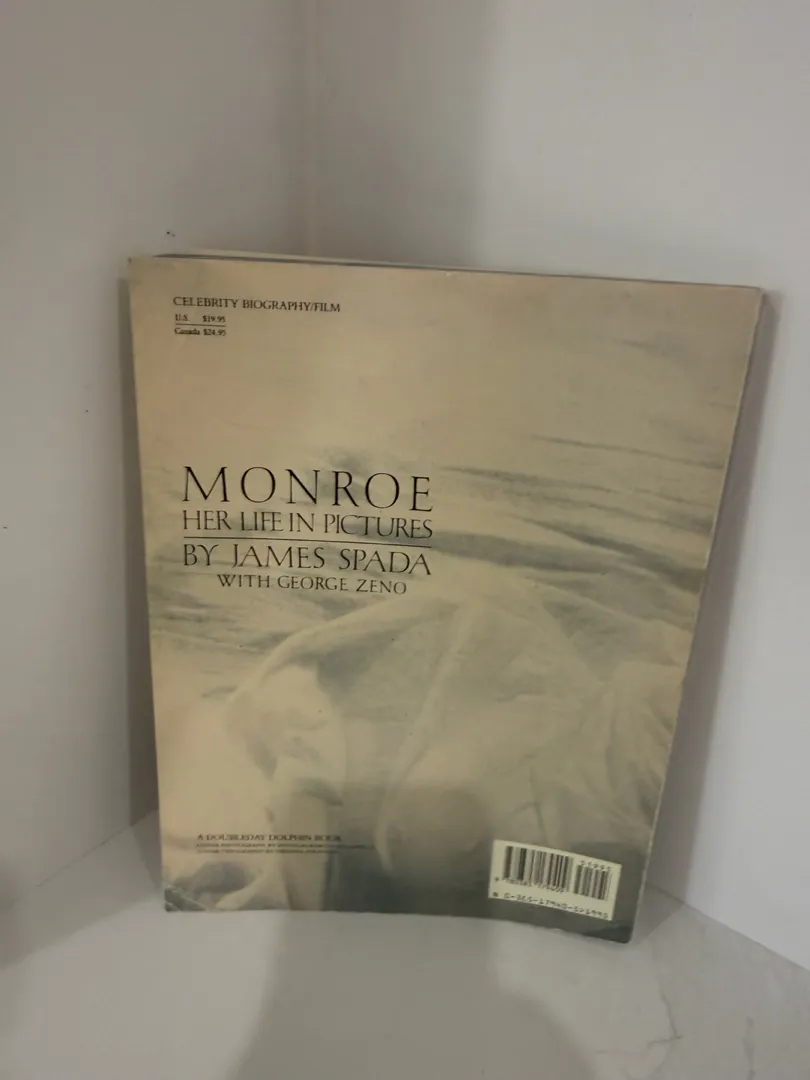 CELEBRITY BIOGRAPHY/FILM
U.S. $19.95
Canada $24.95
MONROE
HER LIFE IN PICTURES
BY JAMES SPADA
WITH GEORGE ZENO
A DOUBLEDAY DOLPHIN BOOK